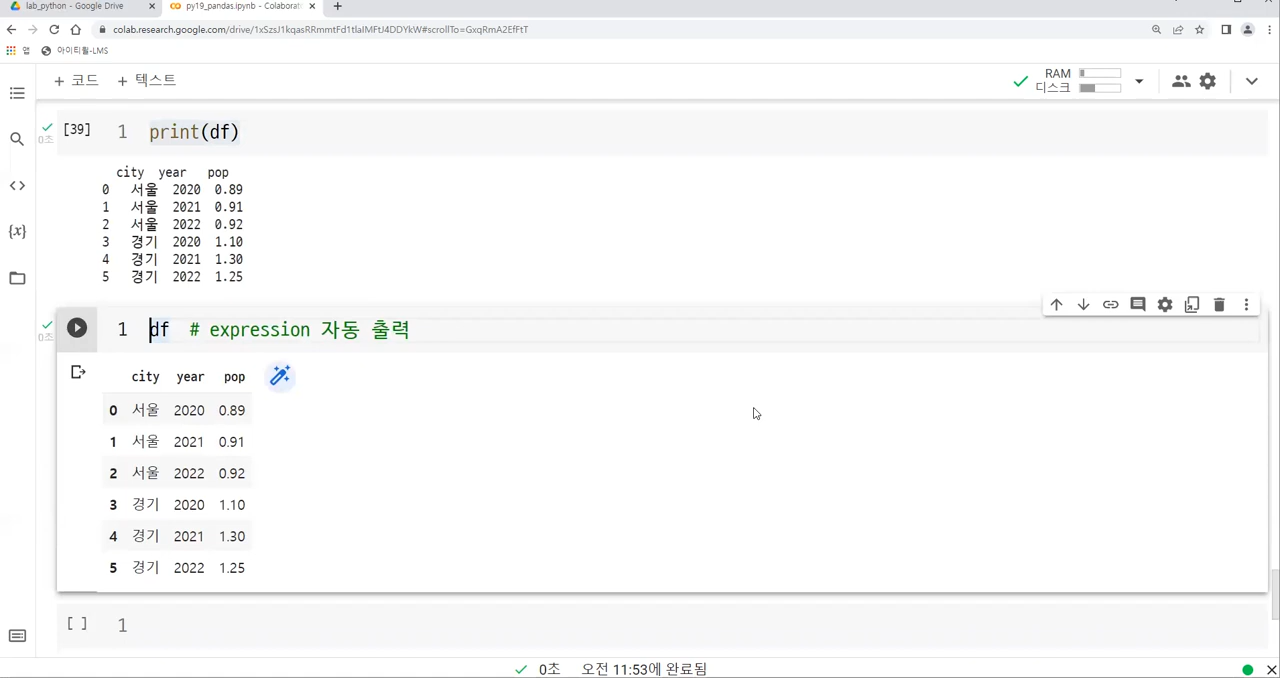 lab_python - Google Drive
py19_pandas.ipynb - Colaborat
colab.research.google.com/drive/1xSzsJ1kqasRRmmtFd1tlaIMFtJ4DDYkW#scrollTo=GxqRmA2EfFtT
앱 아이티윌-LMS
+ 코드 + 텍스트
RAM
디스크
[39] 1 print(df)
0초
city year pop
0 서울 2020 0.89
1 서울 2021 0.91
2 서울 2022 0.92
3 경기 2020 1.10
4 경기 2021 1.30
5 경기 2022 1.25
1 df # expression 자동 출력
0초
city year pop
0 서울 2020 0.89
1 서울 2021 0.91
2 서울 2022 0.92
3 경기 2020 1.10
4 경기 2021 1.30
5 경기 2022 1.25
[ ] 1
0초 오전 11:53에 완료됨